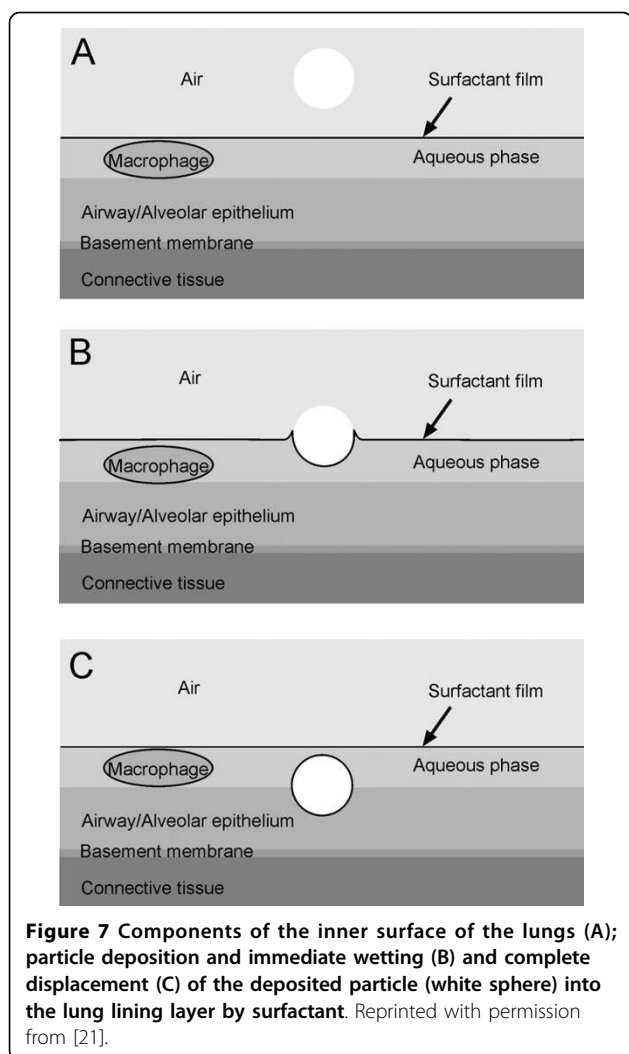 A
Air
Surfactant film
Macrophage
Aqueous phase
Airway/Alveolar epithelium
Basement membrane
Connective tissue
B
Air
Surfactant film
Macrophage
Aqueous phase
Airway/Alveolar epithelium
Basement membrane
Connective tissue
C
Air
Surfactant film
Macrophage
Aqueous phase
Airway/Alveolar epithelium
Basement membrane
Connective tissue
Figure 7 Components of the inner surface of the lungs (A);
particle deposition and immediate wetting (B) and complete
displacement (C) of the deposited particle (white sphere) into
the lung lining layer by surfactant. Reprinted with permission
from [21].